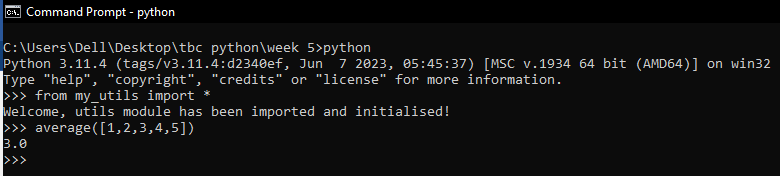 Command Prompt - python
C:\Users\Dell\Desktop\tbc python\week 5>python
Python 3.11.4 (tags/v3.11.4:d2340ef, Jun  7 2023, 05:45:37) [MSC v.1934 64 bit (AMD64)] on win32
Type "help", "copyright", "credits" or "license" for more information.
>>> from my_utils import *
Welcome, utils module has been imported and initialised!
>>> average([1,2,3,4,5])
3.0
>>>